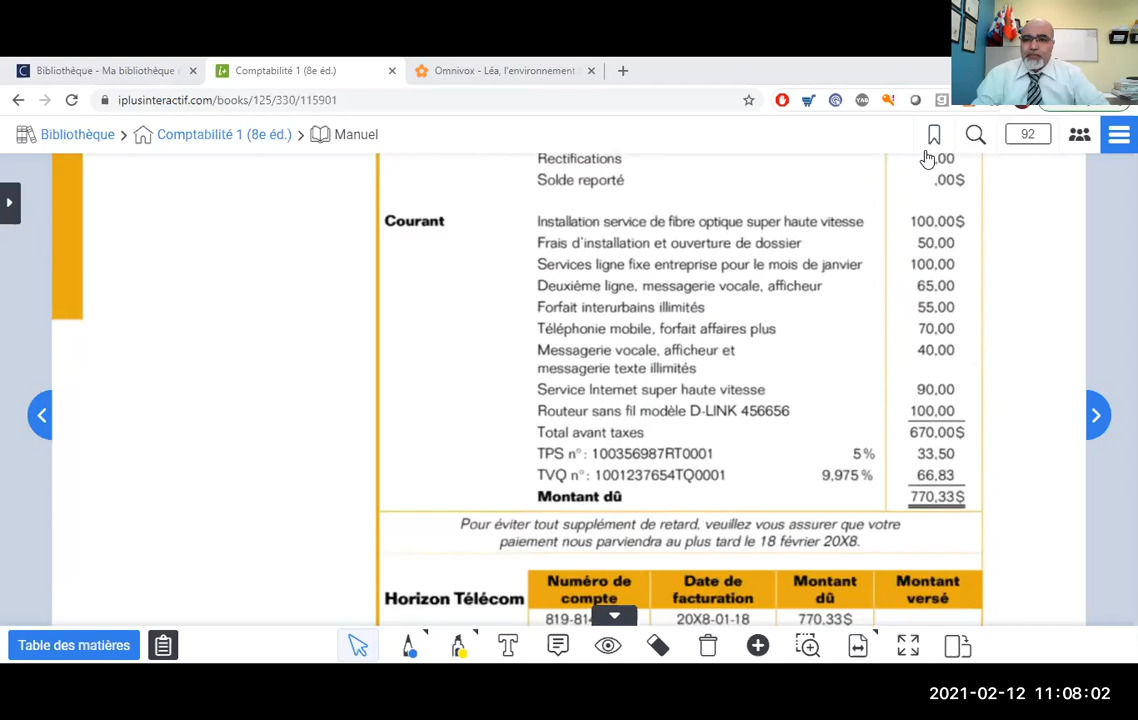 Bibliothèque - Ma bibliothèque
Comptabilité 1 (8e éd.)
Omnivox - Léa, l'environnement
iplusinteractif.com/books/125/330/115901
Bibliothèque
Comptabilité 1 (8e éd.)
Manuel
92
Rectifications ,00
Solde reporté ,00$
Courant Installation service de fibre optique super haute vitesse 100,00$
Frais d'installation et ouverture de dossier 50,00
Services ligne fixe entreprise pour le mois de janvier 100,00
Deuxième ligne, messagerie vocale, afficheur 65,00
Forfait interurbains illimités 55,00
Téléphonie mobile, forfait affaires plus 70,00
Messagerie vocale, afficheur et 40,00
messagerie texte illimités
Service Internet super haute vitesse 90,00
Routeur sans fil modèle D-LINK 456656 100,00
Total avant taxes 670,00$
TPS n° : 100356987RT0001 5% 33,50
TVQ n° : 1001237654TQ0001 9,975% 66,83
Montant dû 770,33$
Pour éviter tout supplément de retard, veuillez vous assurer que votre
paiement nous parviendra au plus tard le 18 février 20X8.
Numéro de Date de Montant Montant
Horizon Télécom compte facturation dû versé
20X8-01-18 770,33$
Table des matières
2021-02-12 11:08:02